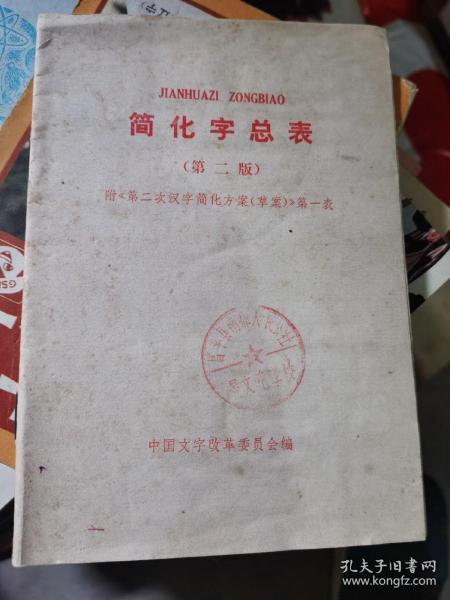 JIANHUAZI ZONGBIAO
简化字总表
(第二版)
附《第二次汉字简化方案(草案)》第一表
中国文字改革委员会编
孔夫子旧书网
www.kongfz.com